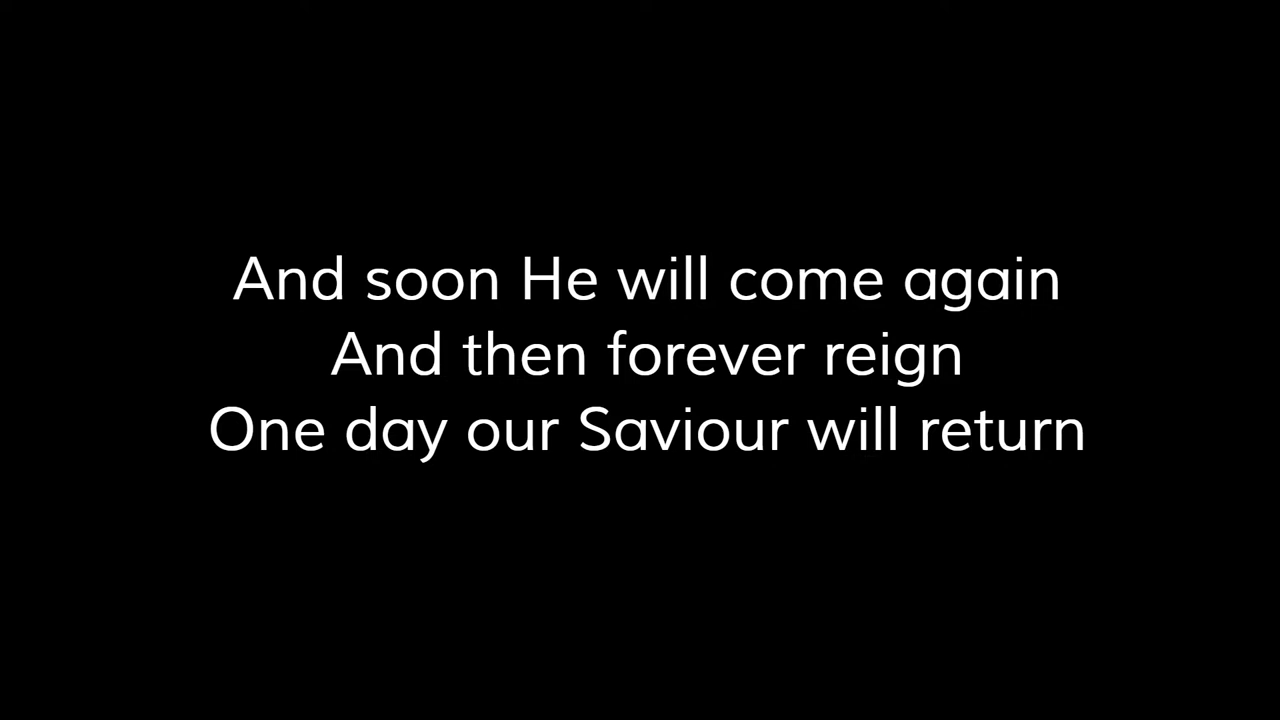 And soon He will come again
And then forever reign
One day our Saviour will return